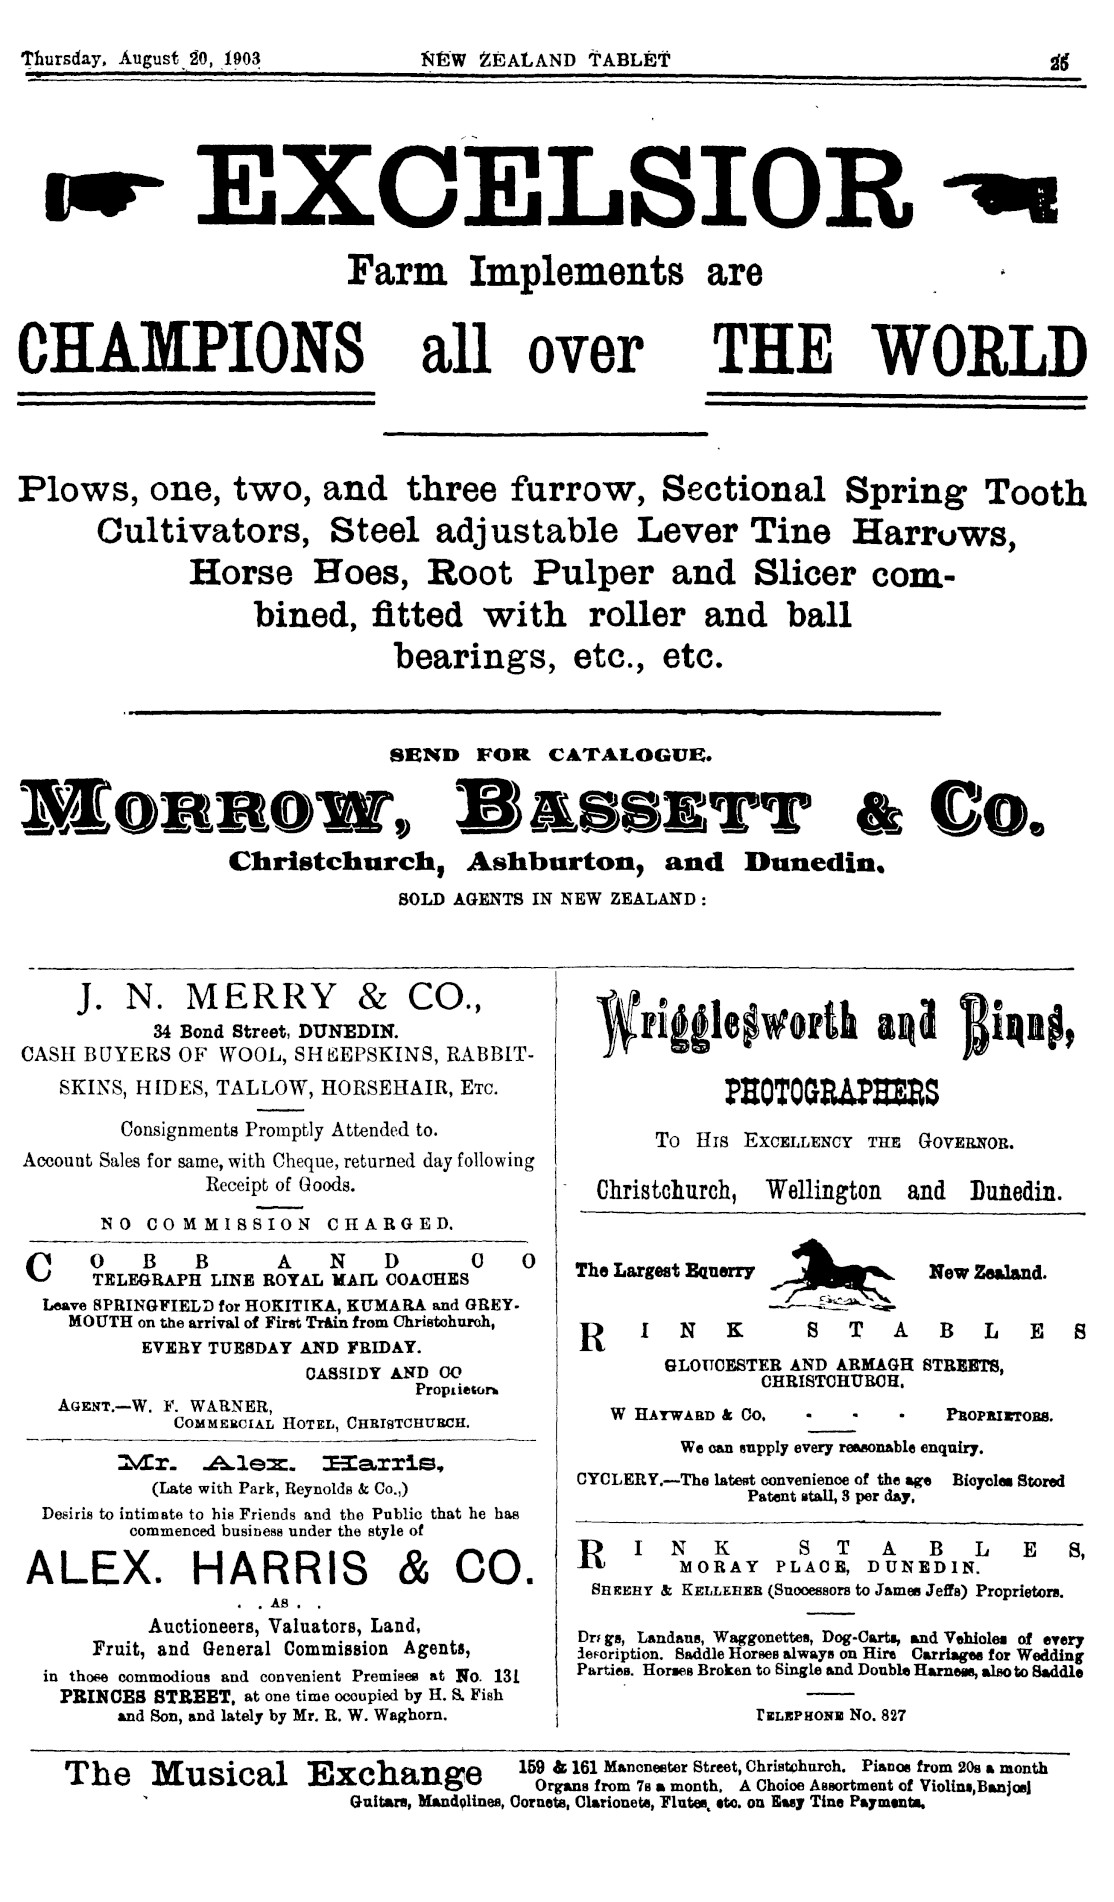 Thursday, August 20, 1903 NEW ZEALAND TABLET
EXCELSIOR
Farm Implements are
CHAMPIONS all over THE WORLD
Plows, one, two, and three furrow, Sectional Spring Tooth
Cultivators, Steel adjustable Lever Tine Harrows,
Horse Hoes, Root Pulper and Slicer com-
bined, fitted with roller and ball
bearings, etc., etc.
SEND FOR CATALOGUE.
MORROW, BASSETT & CO.
Christchurch, Ashburton, and Dunedin.
SOLD AGENTS IN NEW ZEALAND:
J. N. MERRY & CO.,
34 Bond Street, DUNEDIN.
CASH BUYERS OF WOOL, SHEEPSKINS, RABBIT-
SKINS, HIDES, TALLOW, HORSEHAIR, ETC.
Consignments Promptly Attended to.
Account Sales for same, with Cheque, returned day following
Receipt of Goods.
NO COMMISSION CHARGED.
COBB AND CO
TELEGRAPH LINE ROYAL MAIL COACHES
Leave SPRINGFIELD for HOKITIKA, KUMARA and GREY-
MOUTH on the arrival of First Train from Christchurch,
EVERY TUESDAY AND FRIDAY.
CASSIDY AND CO
Proprietors
AGENT.—W. F. WARNER,
COMMERCIAL HOTEL, CHRISTCHURCH.
Mr. Alex. Harris,
(Late with Park, Reynolds & Co.,)
Desiris to intimate to his Friends and the Public that he has
commenced business under the style of
ALEX. HARRIS & CO.
. . AS . .
Auctioneers, Valuators, Land,
Fruit, and General Commission Agents,
in those commodious and convenient Premises at No. 131
PRINCES STREET, at one time occupied by H. S. Fish
and Son, and lately by Mr. R. W. Waghorn.
Wrigglesworth and Binns,
PHOTOGRAPHERS
TO HIS EXCELLENCY THE GOVERNOR.
Christchurch, Wellington and Dunedin.
The Largest Equerry New Zealand.
RINK STABLES
GLOUCESTER AND ARMAGH STREETS,
CHRISTCHURCH.
W HAYWARD & CO. - - - PROPRIETORS.
We can supply every reasonable enquiry.
CYCLERY.—The latest convenience of the age Bicycles Stored
Patent stall, 3 per day.
RINK STABLES,
MORAY PLACE, DUNEDIN.
SHEEHY & KELLEHER (Successors to James Jeffs) Proprietors.
Drags, Landaus, Waggonettes, Dog-Carts, and Vehicles of every
description. Saddle Horses always on Hire Carriages for Wedding
Parties. Horses Broken to Single and Double Harness, also to Saddle
TELEPHONE NO. 827
The Musical Exchange 159 & 161 Manchester Street, Christchurch. Pianos from 20s a month
Organs from 7s a month. A Choice Assortment of Violins, Banjos
Guitars, Mandolines, Cornets, Clarionets, Flutes, etc. on Easy Tine Payments.